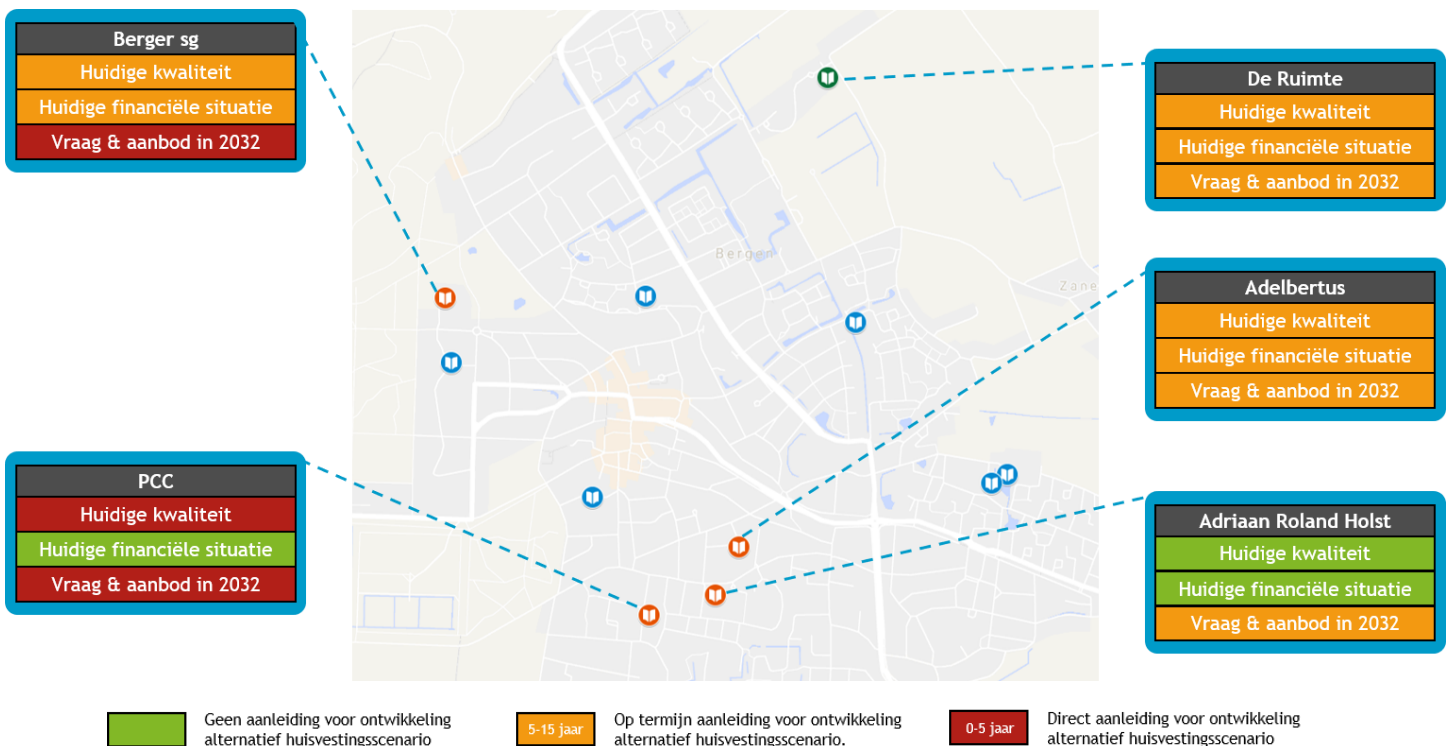 Berger sg
Huidige kwaliteit
Huidige financiële situatie
Vraag & aanbod in 2032
De Ruimte
Huidige kwaliteit
Huidige financiële situatie
Vraag & aanbod in 2032
Bergen
Zane
Adelbertus
Huidige kwaliteit
Huidige financiële situatie
Vraag & aanbod in 2032
PCC
Huidige kwaliteit
Huidige financiële situatie
Vraag & aanbod in 2032
Adriaan Roland Holst
Huidige kwaliteit
Huidige financiële situatie
Vraag & aanbod in 2032
Geen aanleiding voor ontwikkeling
alternatief huisvestingsscenario
5-15 jaar
Op termijn aanleiding voor ontwikkeling
alternatief huisvestingsscenario.
0-5 jaar
Direct aanleiding voor ontwikkeling
alternatief huisvestingsscenario